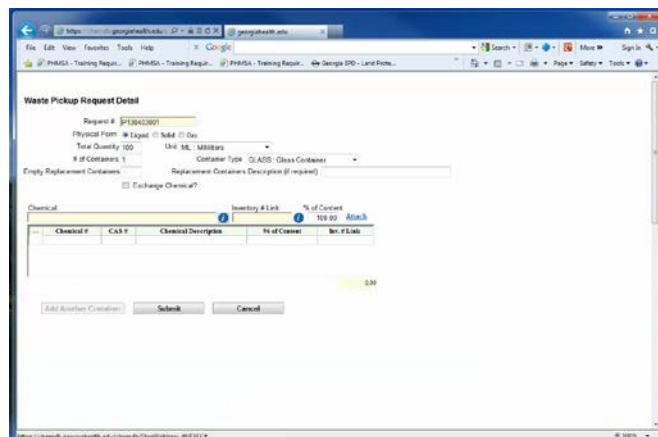 georgiahealth.edu
File Edit View Favorites Tools Help
x Google
Search
More »
Sign In
PHMSA - Training Requir...
PHMSA - Training Requir...
PHMSA - Training Requir...
Georgia EPD - Land Prote...
Page Safety Tools
Waste Pickup Request Detail
Request # P130403001
Physical Form Liquid Solid Gas
Total Quantity 100 Unit ML : Milliliters
# of Containers 1 Container Type GLASS : Glass Container
Empty Replacement Containers Replacement Containers Description (if required)
Exchange Chemical?
Chemical Inventory # Link % of Content
100.00 Attach
Chemical # CAS # Chemical Description % of Content Inv. # Link
0.00
Add Another Container Submit Cancel
100%